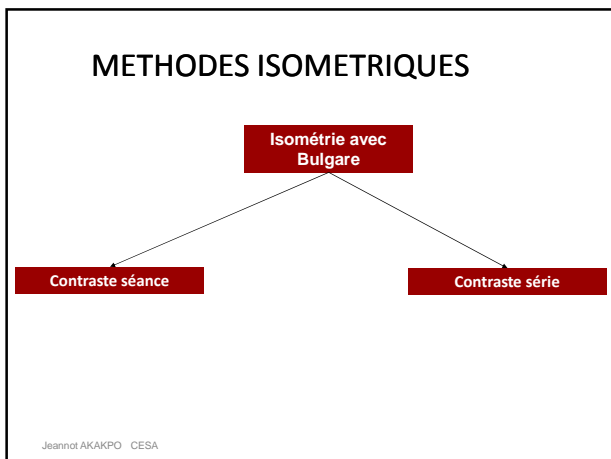 METHODES ISOMETRIQUES
Isométrie avec
Bulgare
Contraste séance
Contraste série
Jeannot AKAKPO CESA